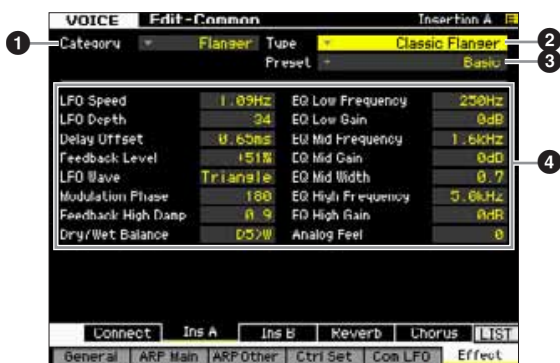 VOICE Edit-Common Insertion A
1 Category Flanger Type Classic Flanger 2
Preset Basic 3
LFO Speed 1.09Hz EQ Low Frequency 250Hz
LFO Depth 34 EQ Low Gain 0dB
Delay Offset 0.65ms EQ Mid Frequency 1.6kHz
Feedback Level +51% EQ Mid Gain 0dB 4
LFO Wave Triangle EQ Mid Width 0.7
Modulation Phase 180 EQ High Frequency 5.0kHz
Feedback High Damp 0.9 EQ High Gain 0dB
Dry/Wet Balance D5>W Analog Feel 0
Connect Ins A Ins B Reverb Chorus LIST
General ARP Main ARP Other Ctrl Set Com LFO Effect